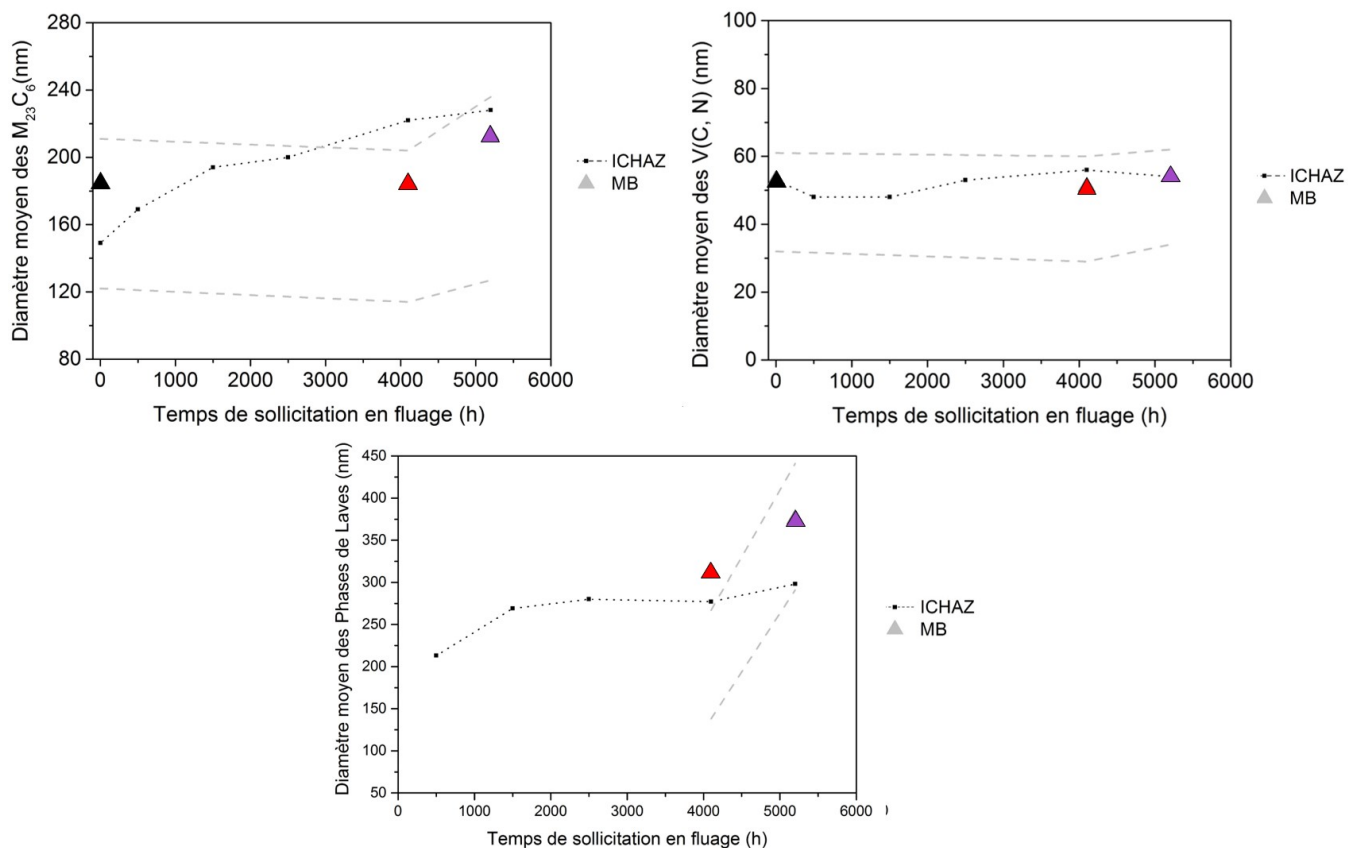 Diamètre moyen des M23C6(nm)
280
240
200
160
120
80
0 1000 2000 3000 4000 5000 6000
Temps de sollicitation en fluage (h)
ICHAZ
MB
Diamètre moyen des V(C, N) (nm)
100
80
60
40
20
0
0 1000 2000 3000 4000 5000 6000
Temps de sollicitation en fluage (h)
ICHAZ
MB
Diamètre moyen des Phases de Laves (nm)
450
400
350
300
250
200
150
100
50
0 1000 2000 3000 4000 5000 6000
Temps de sollicitation en fluage (h)
ICHAZ
MB